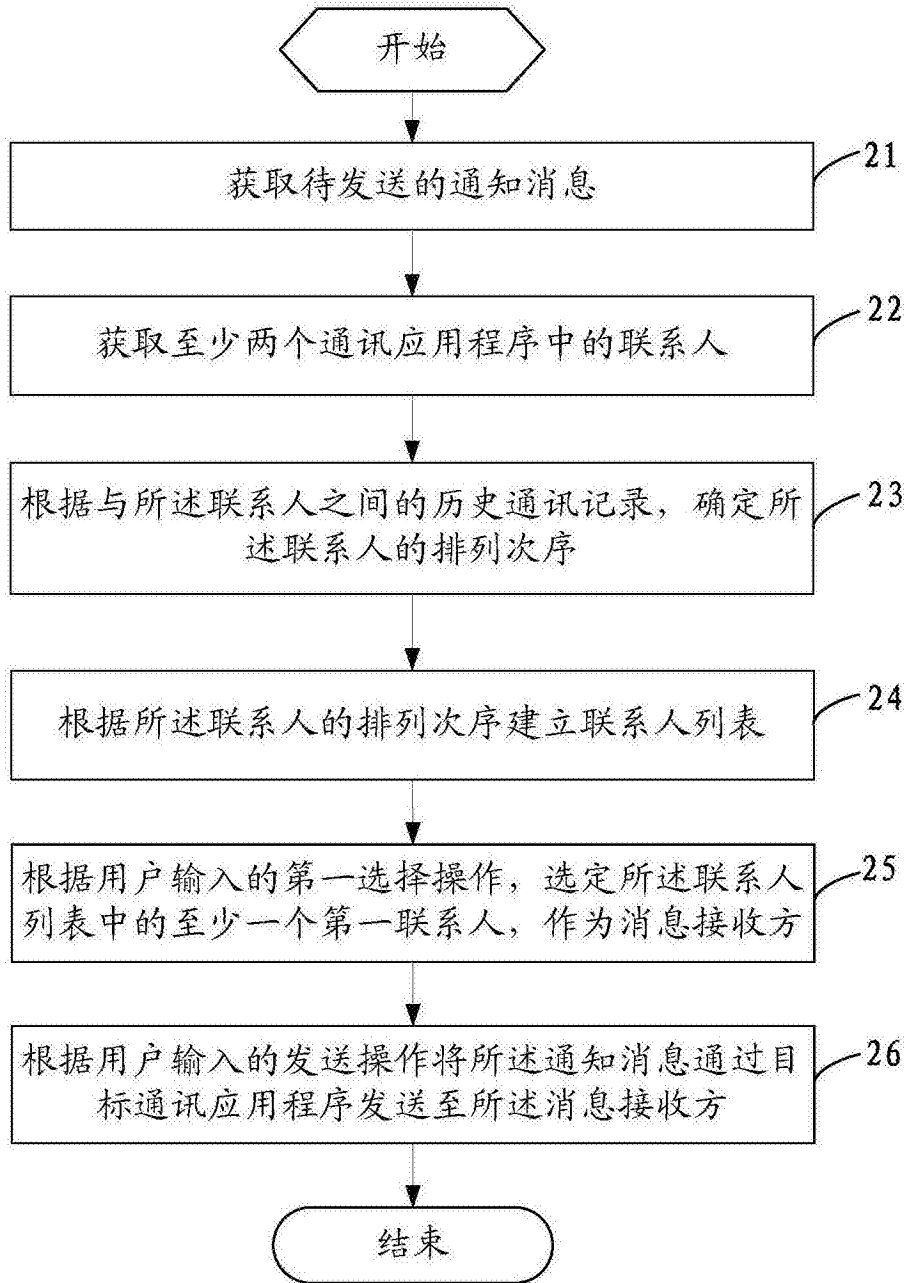 开始
获取待发送的通知消息
21
获取至少两个通讯应用程序中的联系人
22
根据与所述联系人之间的历史通讯记录，确定所
述联系人的排列次序
23
根据所述联系人的排列次序建立联系人列表
24
根据用户输入的第一选择操作，选定所述联系人
列表中的至少一个第一联系人，作为消息接收方
25
根据用户输入的发送操作将所述通知消息通过目
标通讯应用程序发送至所述消息接收方
26
结束